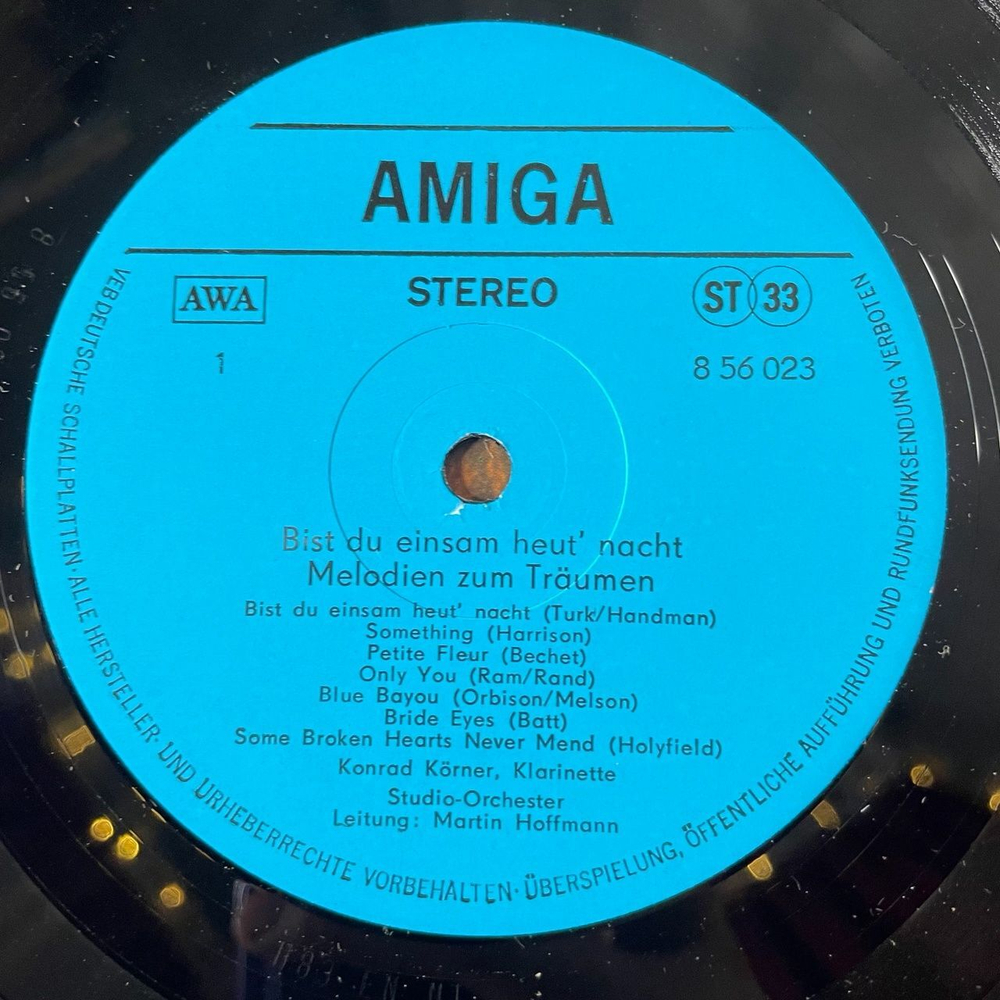 AMIGA
AWA
STEREO
ST 33
1
8 56 023
Bist du einsam heut' nacht
Melodien zum Träumen
Bist du einsam heut' nacht (Turk/Handman)
Something (Harrison)
Petite Fleur (Bechet)
Only You (Ram/Rand)
Blue Bayou (Orbison/Melson)
Bride Eyes (Batt)
Some Broken Hearts Never Mend (Holyfield)
Konrad Körner, Klarinette
Studio-Orchester
Leitung: Martin Hoffmann
VEB DEUTSCHE SCHALLPLATTEN · ALLE HERSTELLER- UND URHEBERRECHTE VORBEHALTEN · ÜBERSPIELUNG, ÖFFENTLICHE AUFFÜHRUNG UND RUNDFUNKSENDUNG VERBOTEN